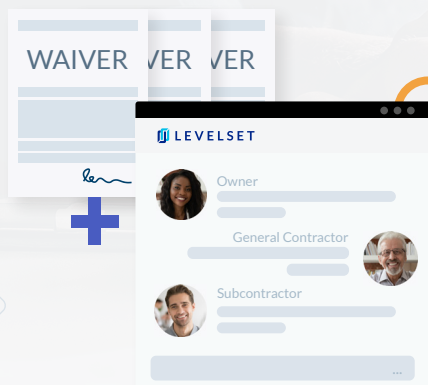 WAIVER
VER
VER
LEVELSET
Owner
General Contractor
Subcontractor
...